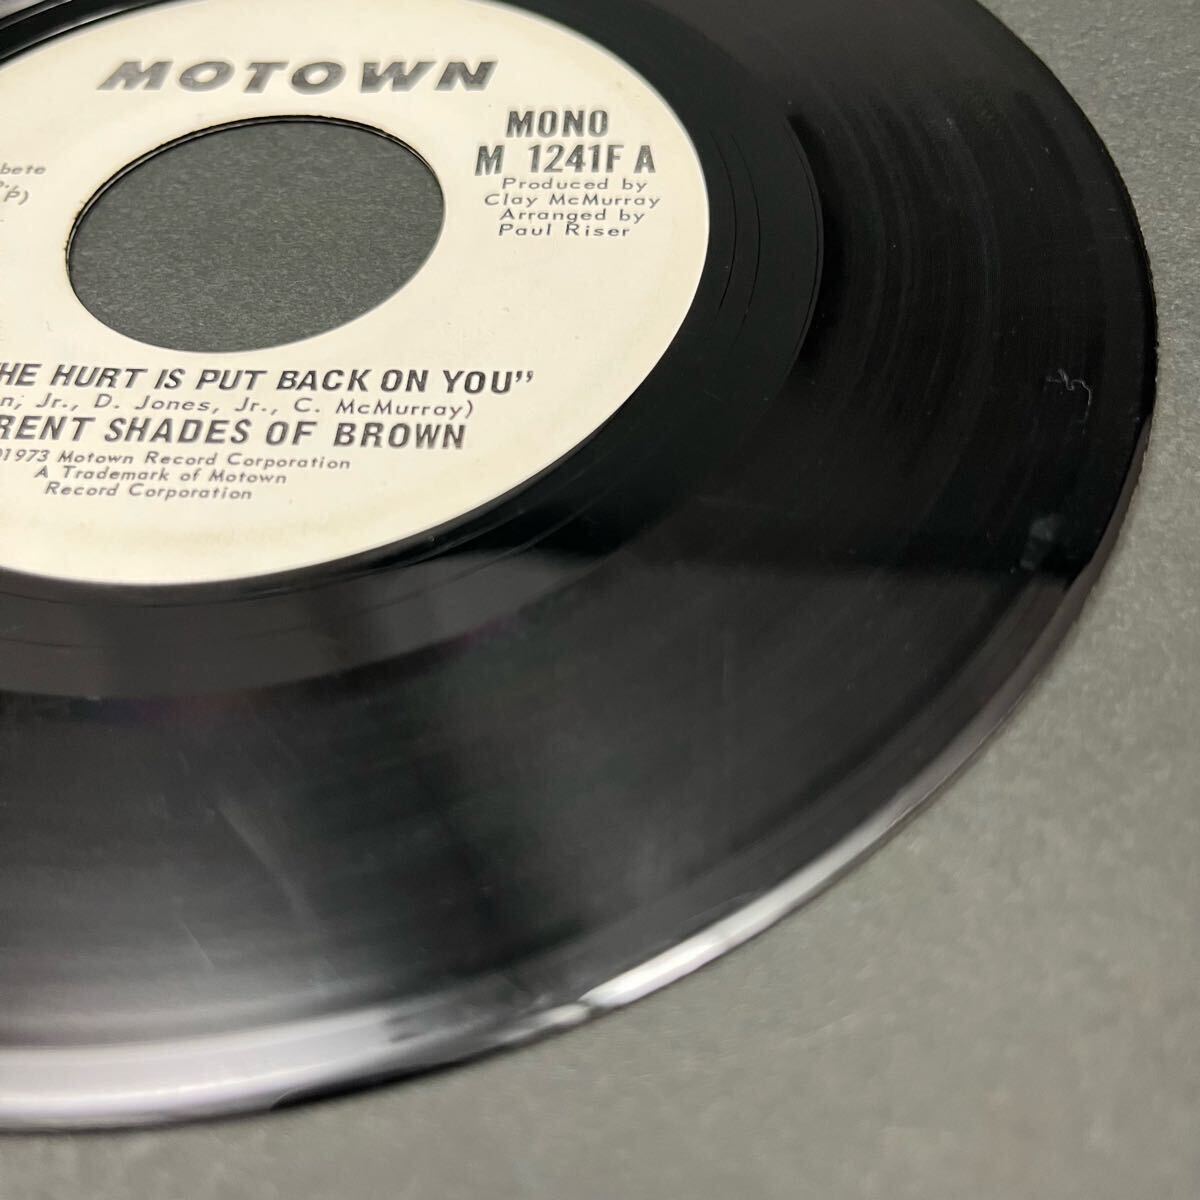 MOTOWN
MONO
M 1241F A
Produced by
Clay McMurray
Arranged by
Paul Riser
HE HURT IS PUT BACK ON YOU"
n, Jr., D. Jones, Jr., C. McMurray)
RENT SHADES OF BROWN
1973 Motown Record Corporation
A Trademark of Motown
Record Corporation
bete
p)